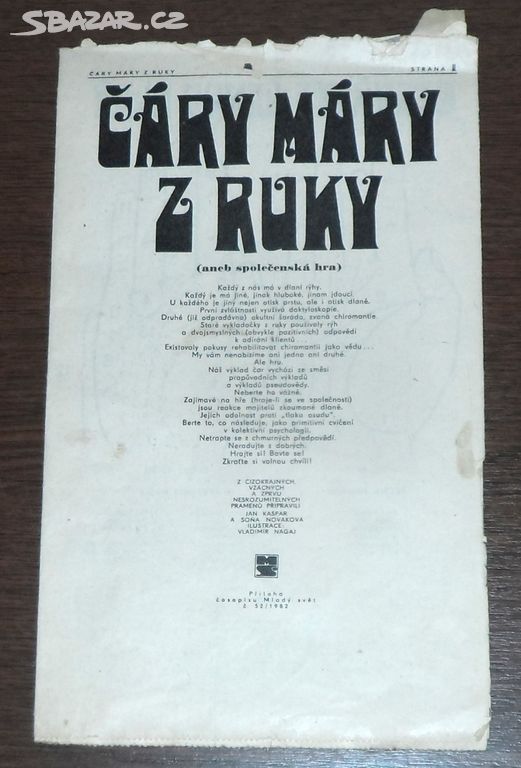 SBAZAR.CZ
ČÁRY MÁRY Z RUKY
STRANA 1
ČÁRY MÁRY
Z RUKY
(aneb společenská hra)
Každý z nás má v dlani rýhy.
Každý je má jiné, jinak hluboké, jinam jdoucí.
U každého je jiný nejen otisk prstu, ale i otisk dlaně.
První zvláštnosti využívá daktyloskopie.
Druhé (již odpradávna) okultní šaráda, zvaná chiromantie.
Staré vykladačky z ruky používaly rýh
a dvojsmyslných (obvykle pozitivních) odpovědí
k odírání klientů...
Existovaly pokusy rehabilitovat chiromantii jako vědu...
My vám nenabízíme ani jedno ani druhé.
Ale hru.
Náš výklad čar vychází ze směsi
prapůvodních výkladů
a výkladů pseudovědy.
Neberte ho vážně.
Zajímavé na hře (hraje-li se ve společnosti)
jsou reakce majitelů zkoumané dlaně.
Jejich odolnost proti „tlaku osudu".
Berte to, co následuje, jako primitivní cvičení
v kolektivní psychologii.
Netrapte se z chmurných předpovědí.
Neradujte z dobrých.
Hrajte si! Bavte se!
Zkraťte si volnou chvíli!
Z CIZOKRAJNÝCH,
VZÁCNÝCH
A ZPRVU
NESROZUMITELNÝCH
PRAMENŮ PŘIPRAVILI
JAN KAŠPAR
A SOŇA NOVÁKOVÁ
ILUSTRACE:
VLADIMÍR NAGAJ
MS
Příloha
časopisu Mladý svět
č. 52/1982